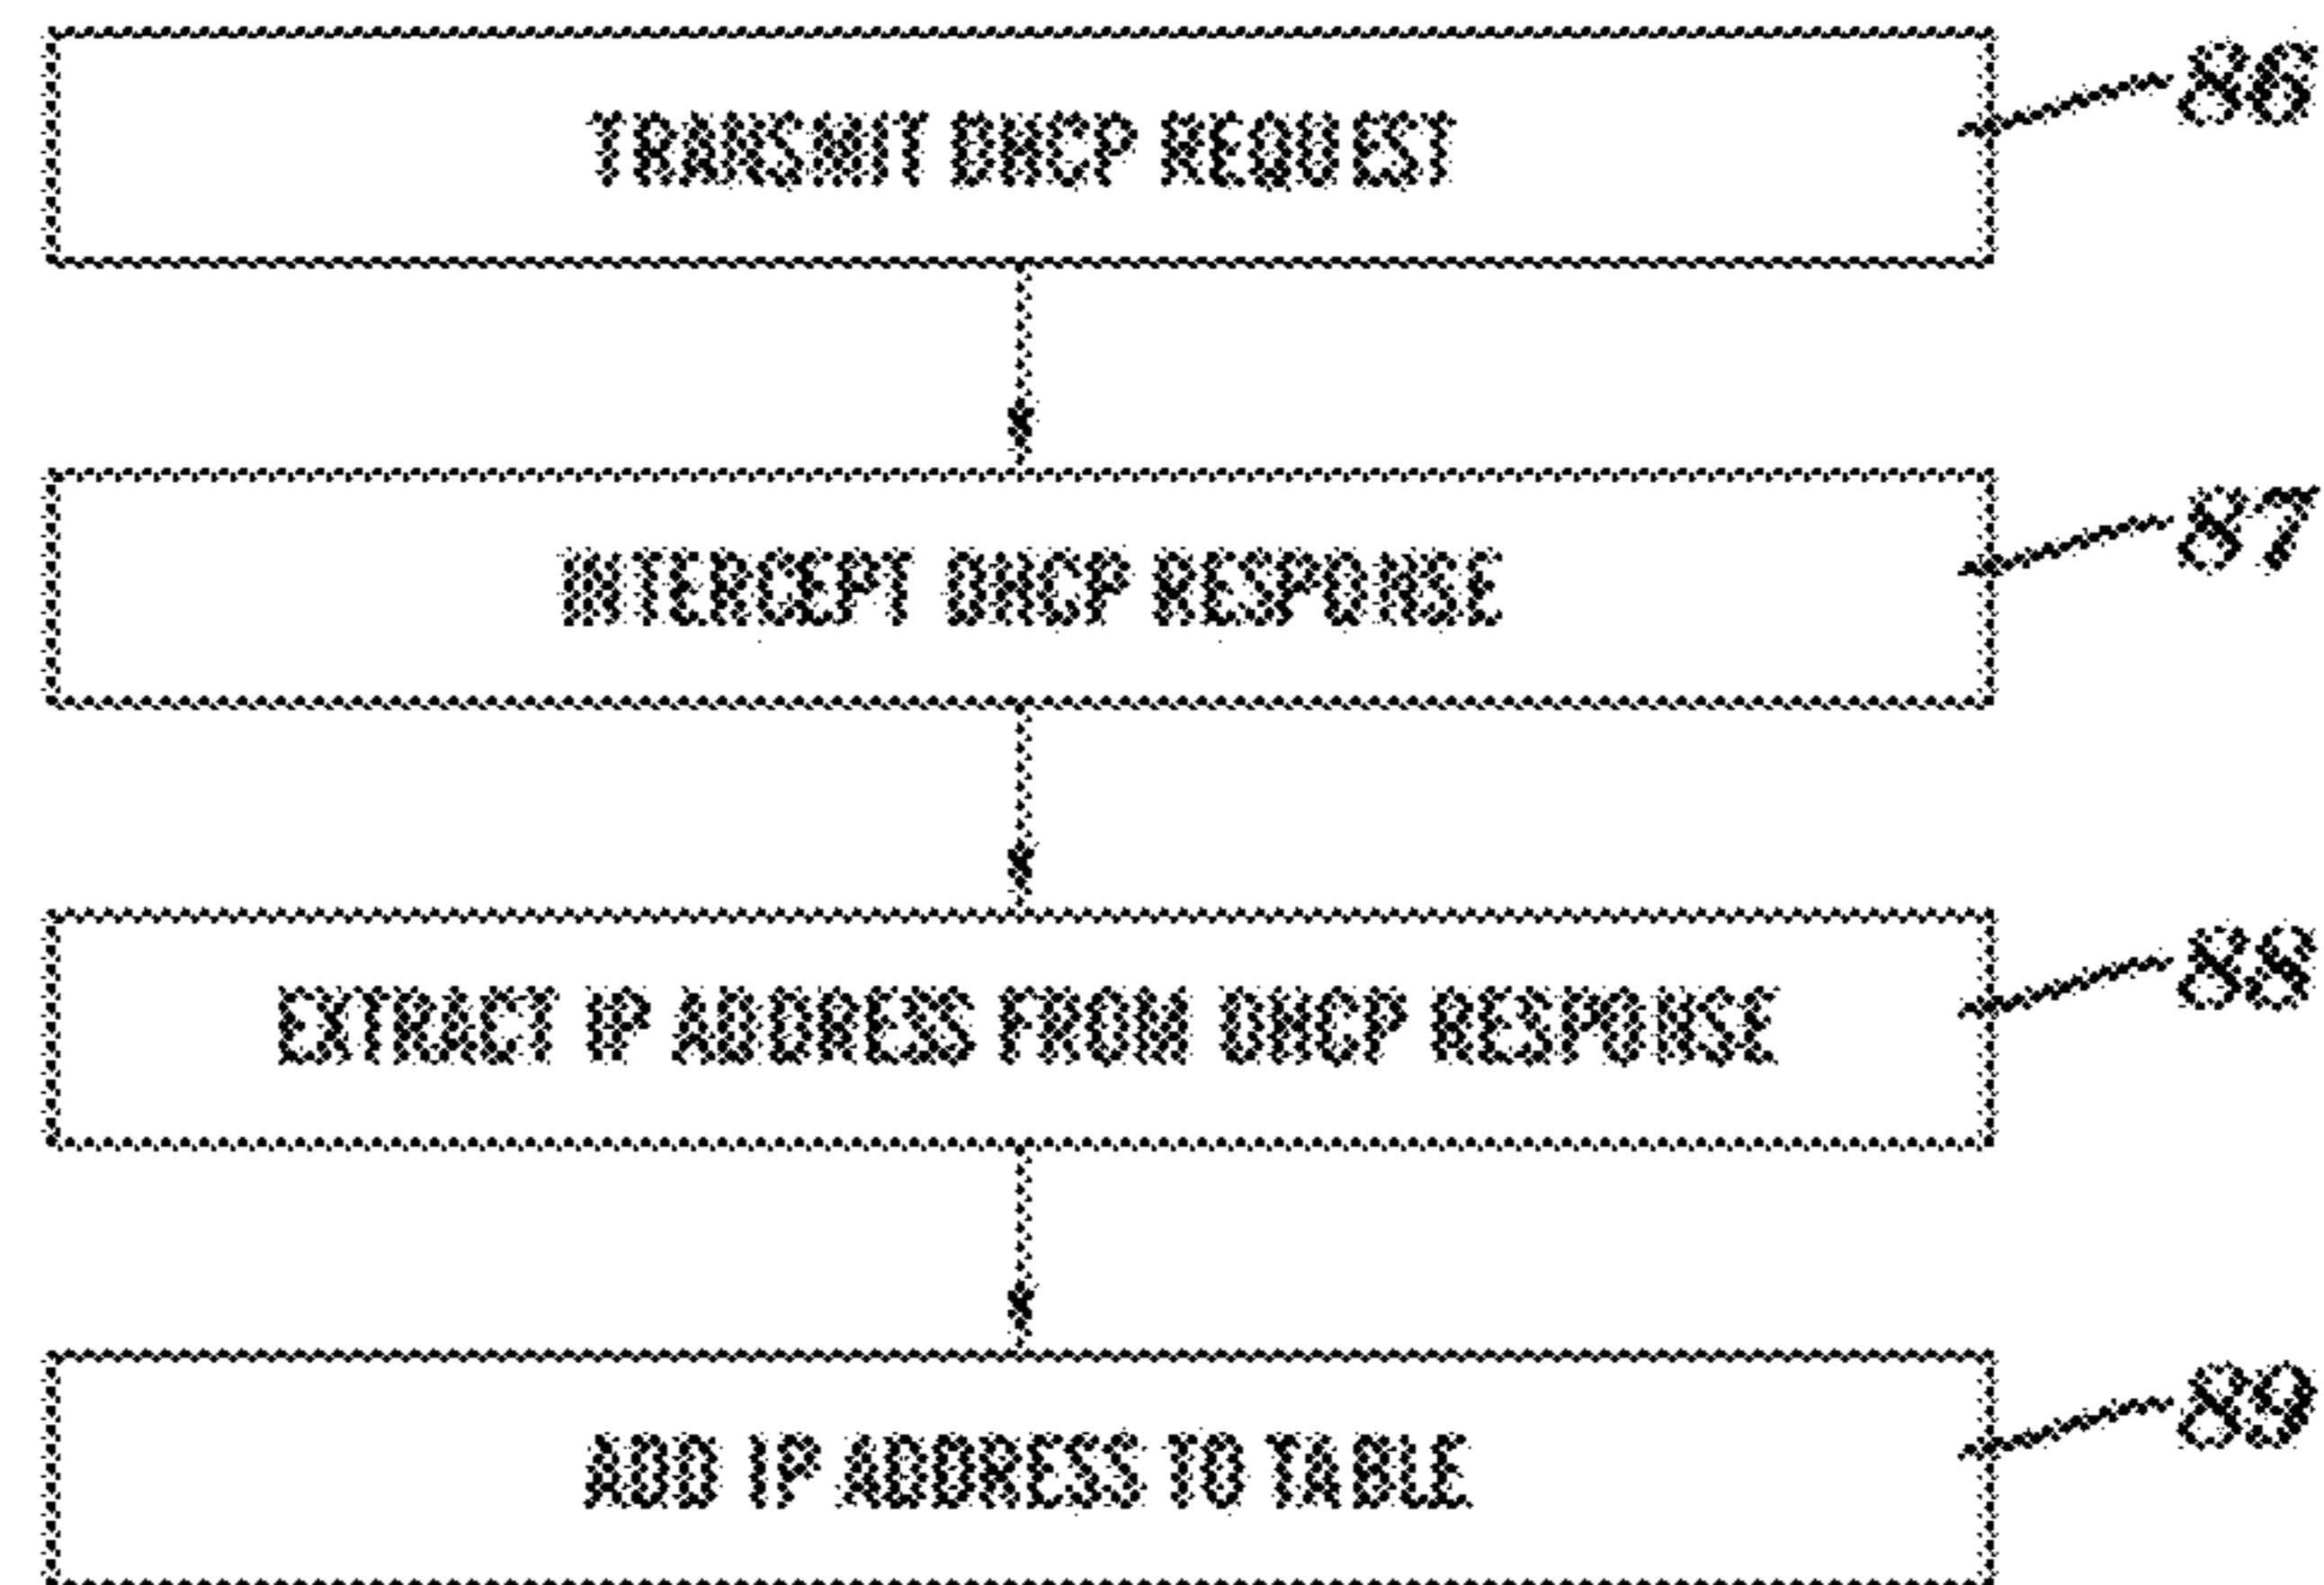 TRANSMIT DHCP REQUEST
86
INTERCEPT DHCP RESPONSE
87
EXTRACT IP ADDRESS FROM DHCP RESPONSE
88
ADD IP ADDRESS TO TABLE
89